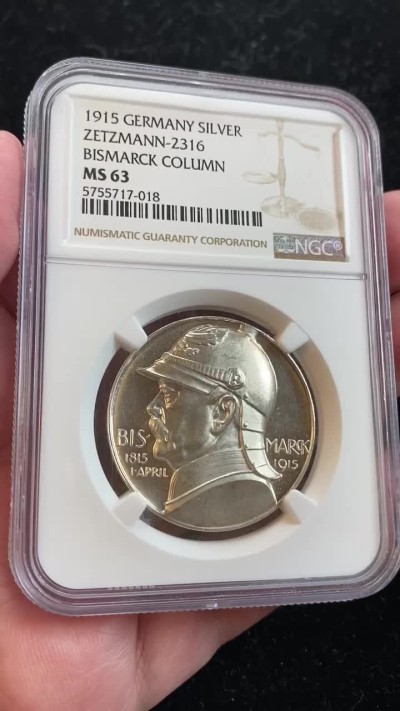 1915 GERMANY SILVER
ZETZMANN-2316
BISMARCK COLUMN
MS 63
5755717-018
NUMISMATIC GUARANTY CORPORATION NGC®
BIS· MARCK
1815 1915
1·APRIL